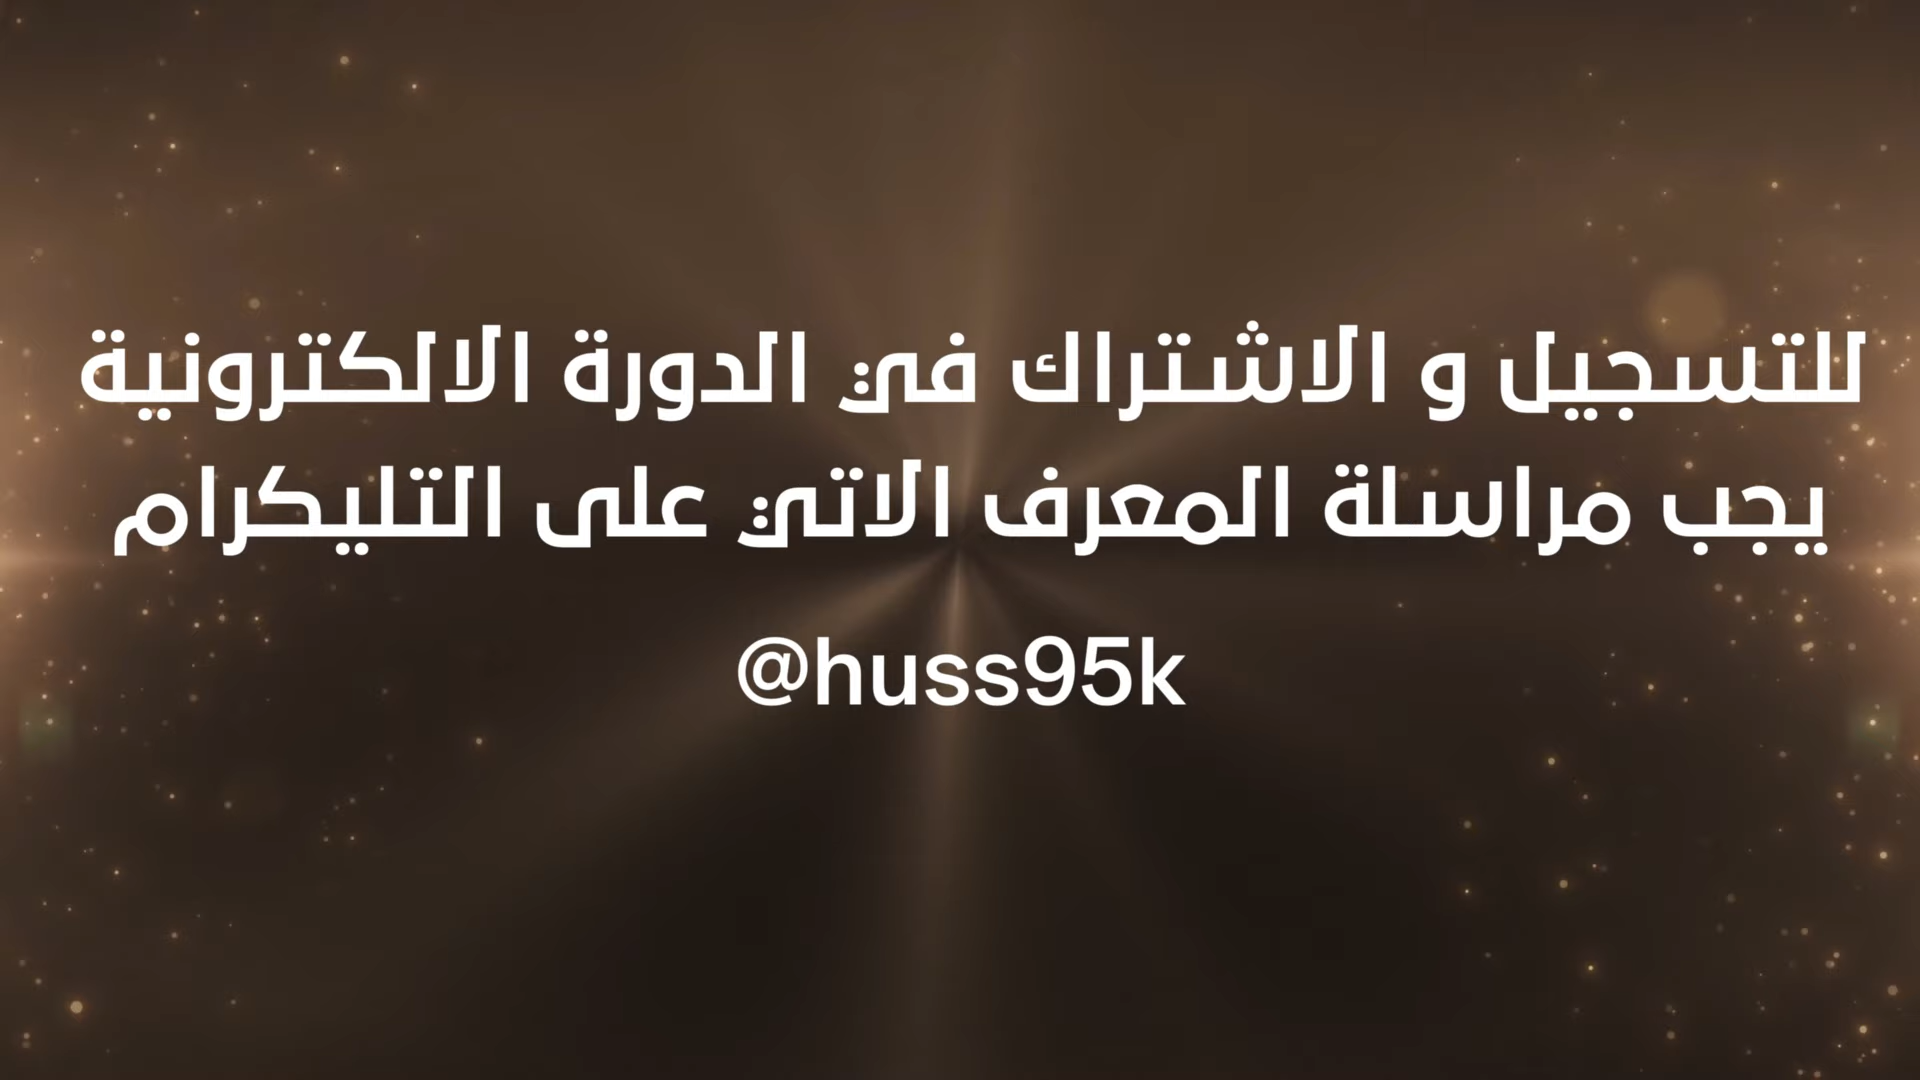 للتسجيل و الاشتراك في الدورة الالكترونية
يجب مراسلة المعرف الاتي على التليكرام
@huss95k